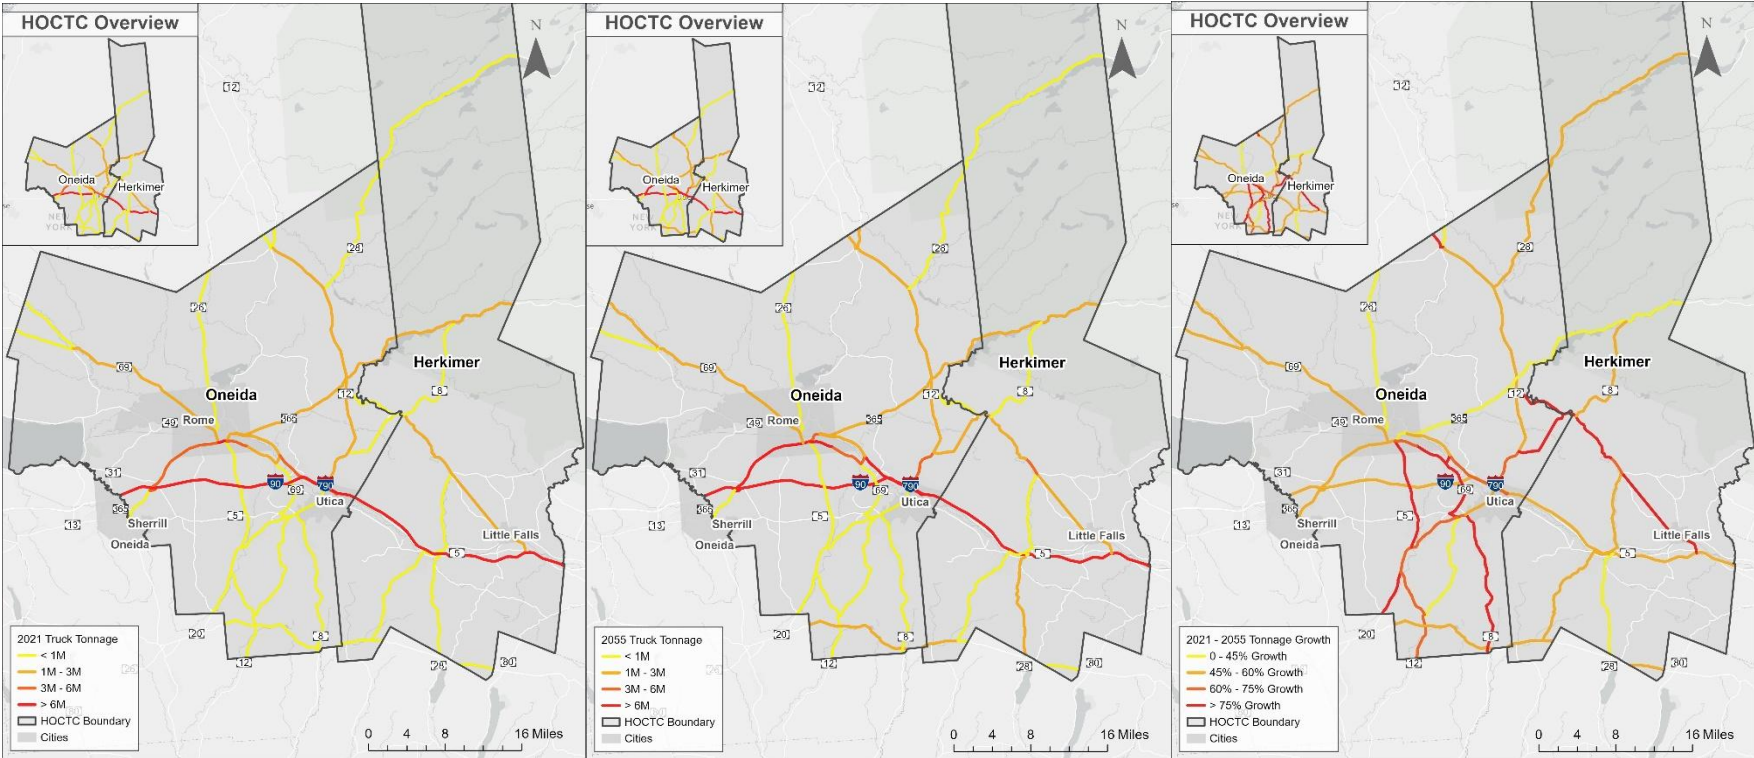 HOCTC Overview
N
12
Oneida
Herkimer
NEW
YORK
28
26
Herkimer
69
Oneida
12
8
49
Rome
365
31
90
790
69
Utica
365
Sherrill
5
13
Little Falls
Oneida
5
20
8
12
28
80
2021 Truck Tonnage
< 1M
1M - 3M
3M - 6M
> 6M
HOCTC Boundary
Cities
0 4 8 16 Miles
HOCTC Overview
N
12
Oneida
Herkimer
YORK
28
26
Herkimer
69
Oneida
12
8
49
Rome
365
31
90
790
69
Utica
365
Sherrill
5
13
Little Falls
Oneida
5
20
8
12
28
80
2055 Truck Tonnage
< 1M
1M - 3M
3M - 6M
> 6M
HOCTC Boundary
Cities
0 4 8 16 Miles
HOCTC Overview
N
12
Oneida
Herkimer
NEW
YORK
28
26
Herkimer
69
Oneida
12
8
49
Rome
365
31
90
790
69
Utica
365
Sherrill
5
13
Little Falls
Oneida
5
20
8
12
28
80
2021 - 2055 Tonnage Growth
0 - 45% Growth
45% - 60% Growth
60% - 75% Growth
> 75% Growth
HOCTC Boundary
Cities
0 4 8 16 Miles